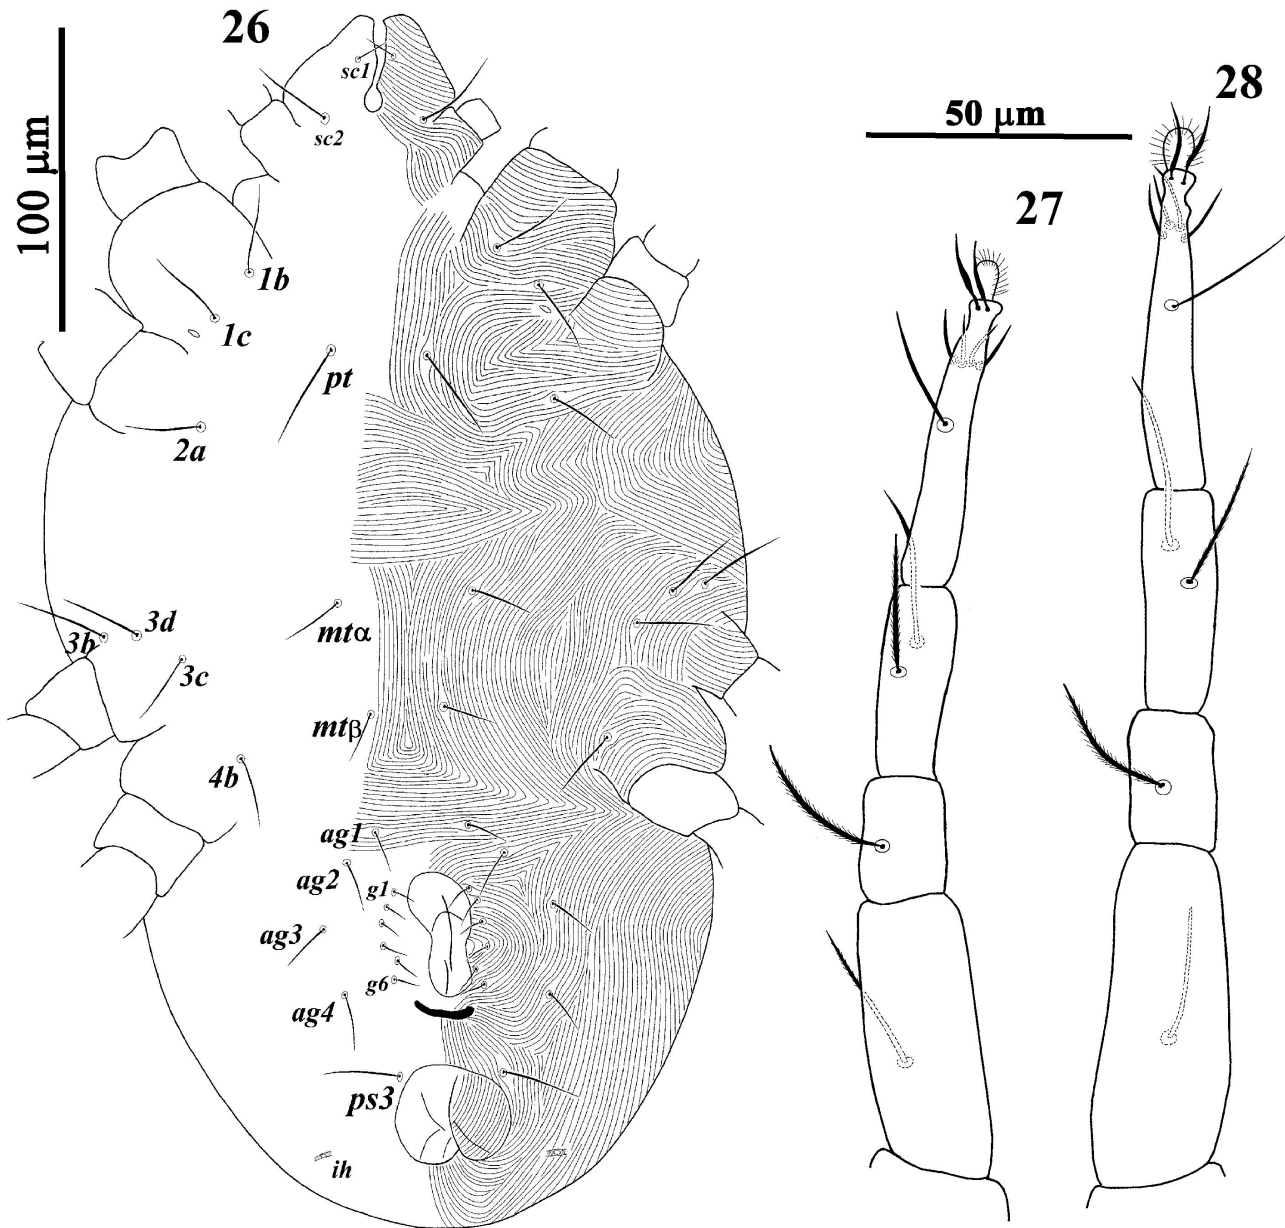 26
100 µm
sc1
sc2
1b
1c
pt
2a
3d
3b
3c
mtα
mtβ
4b
ag1
ag2
g1
ag3
g6
ag4
ps3
ih
50 µm
27
28